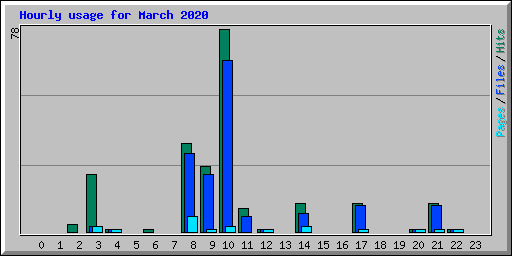 Hourly usage for March 2020
78
Pages/Files/Hits
0 1 2 3 4 5 6 7 8 9 10 11 12 13 14 15 16 17 18 19 20 21 22 23